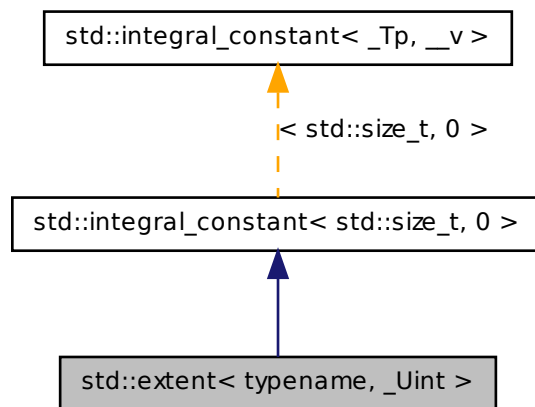 std::integral_constant< _Tp, __v >
< std::size_t, 0 >
std::integral_constant< std::size_t, 0 >
std::extent< typename, _Uint >